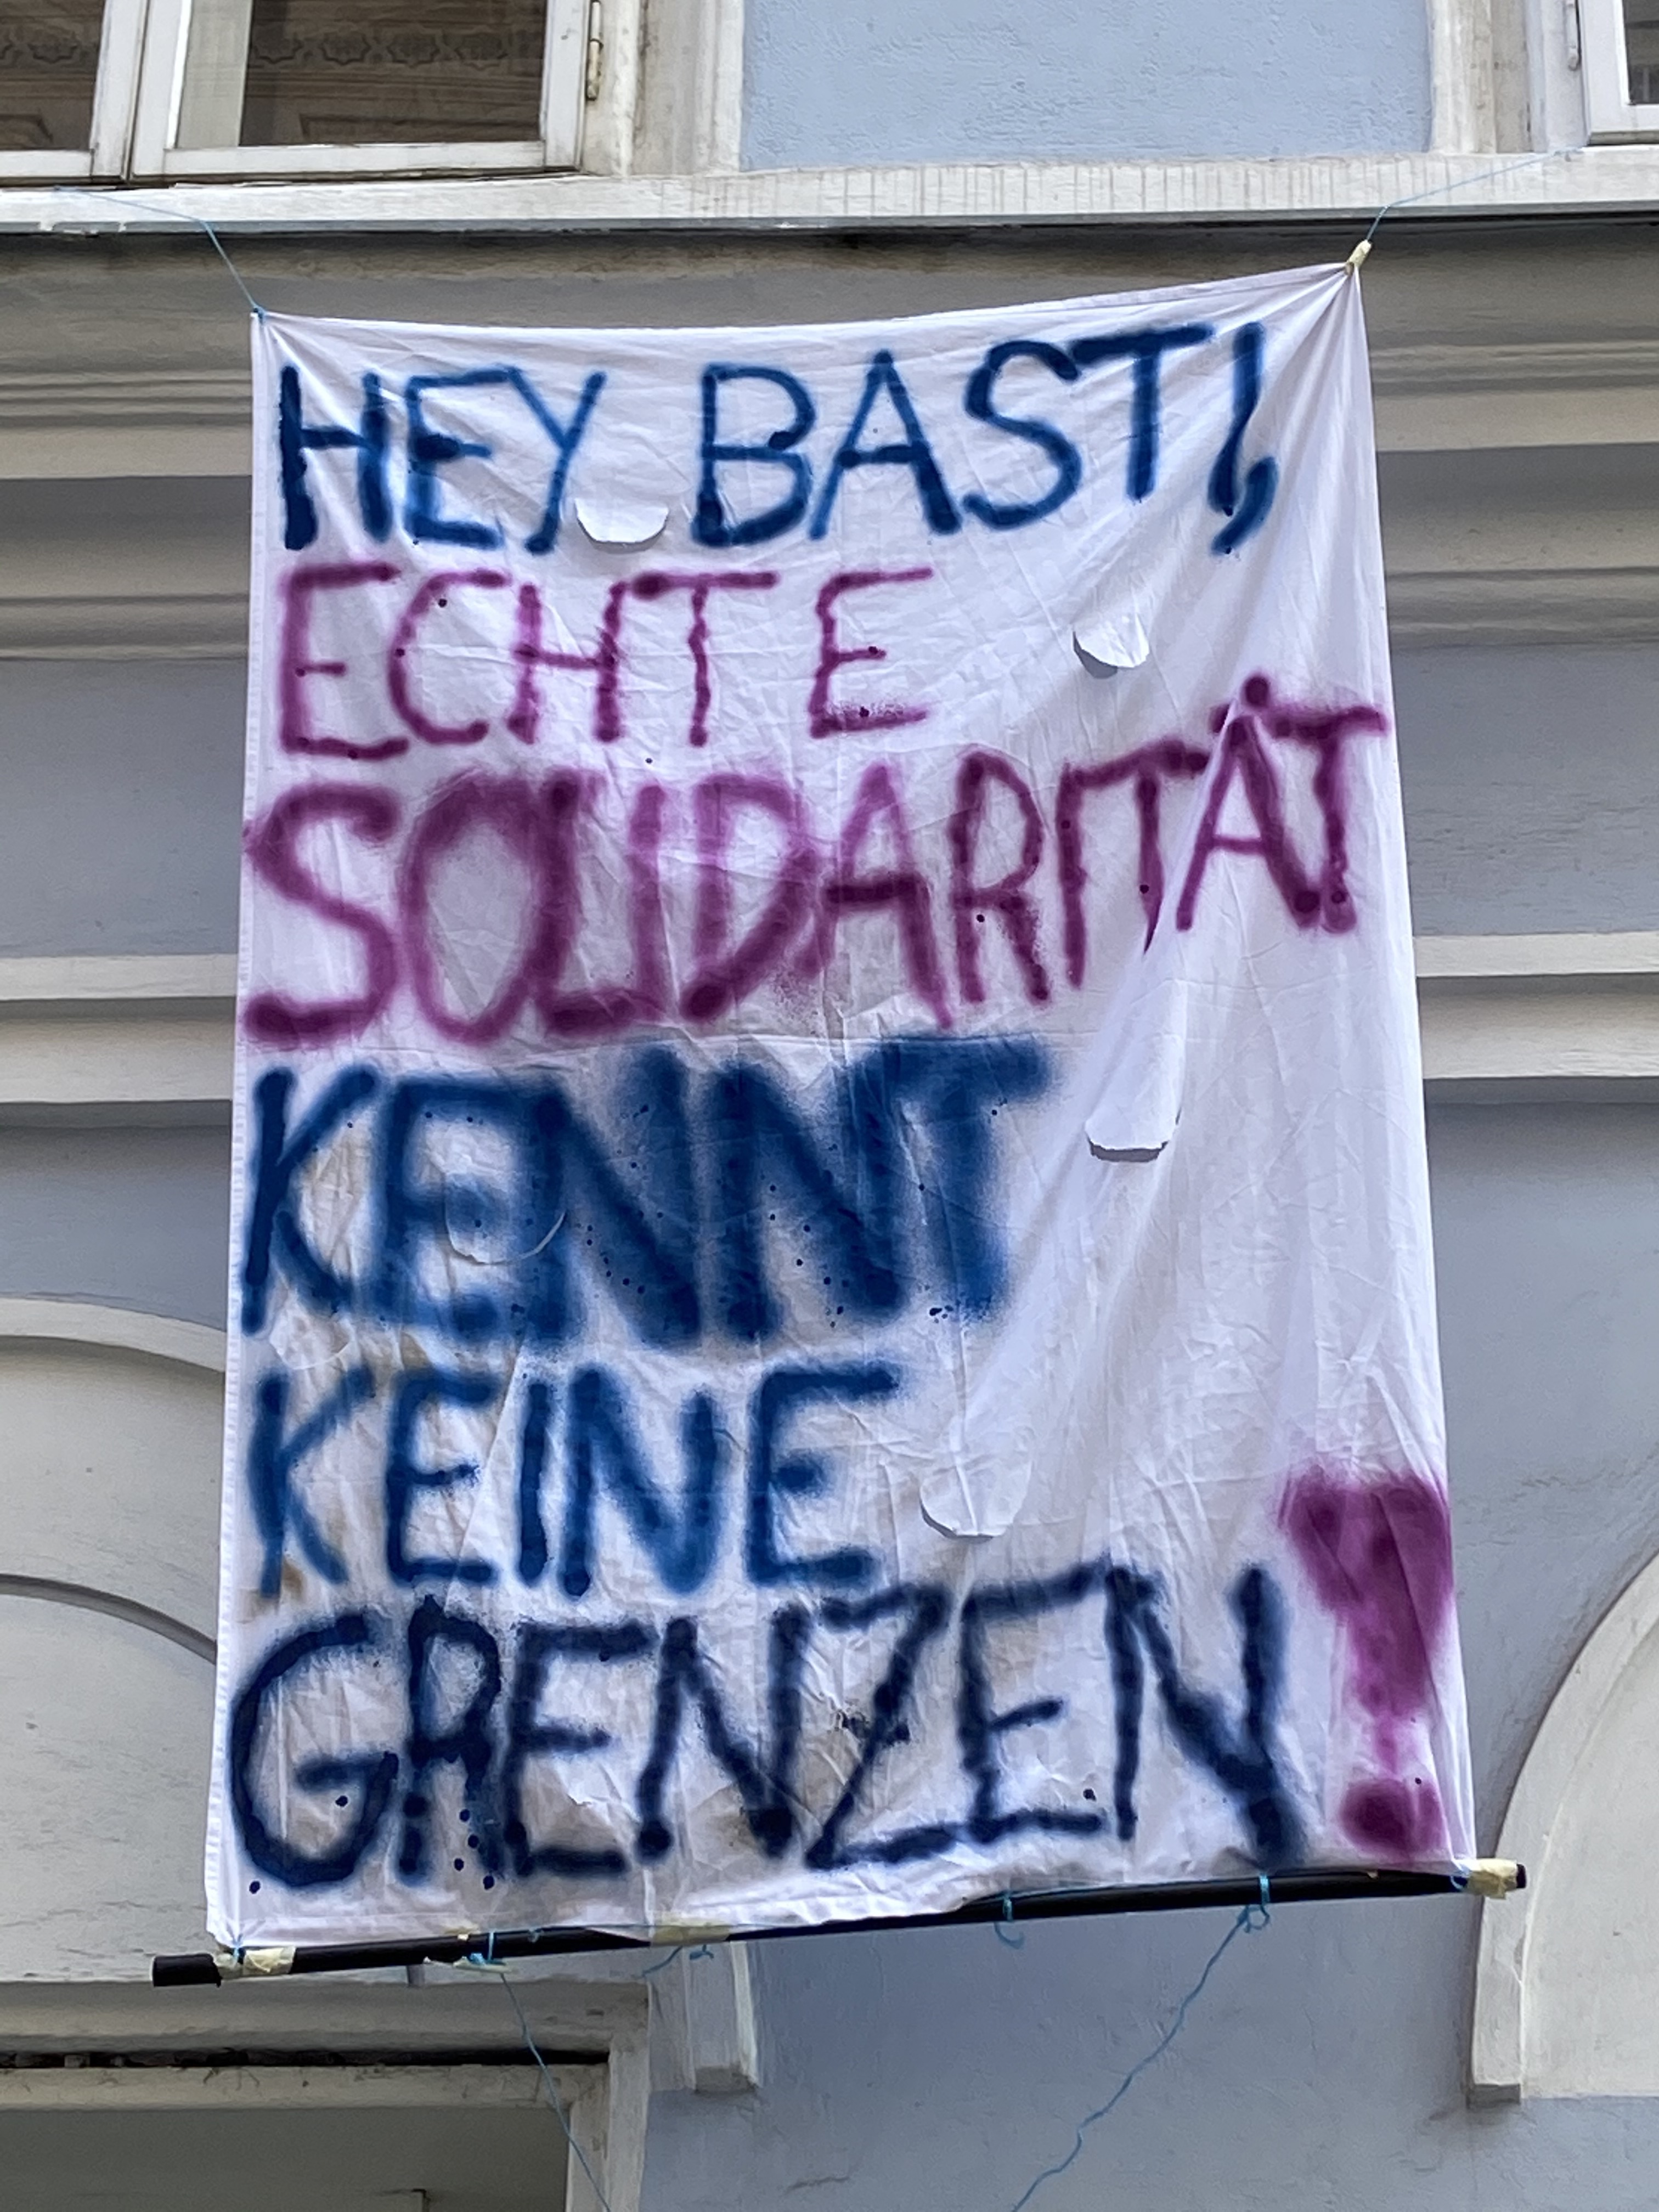 HEY BASTI,
ECHTE
SOLIDARITÄT
KENNT
KEINE
GRENZEN!